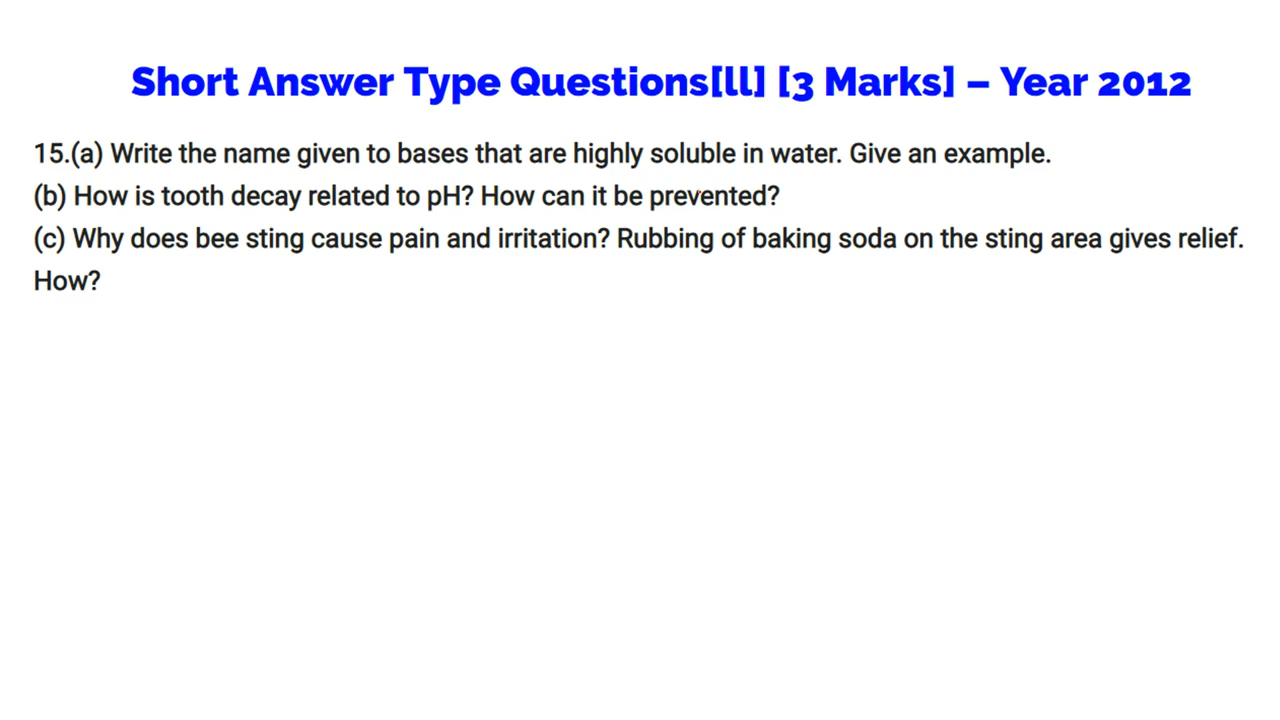 Short Answer Type Questions[ll] [3 Marks] – Year 2012
15.(a) Write the name given to bases that are highly soluble in water. Give an example.
(b) How is tooth decay related to pH? How can it be prevented?
(c) Why does bee sting cause pain and irritation? Rubbing of baking soda on the sting area gives relief.
How?